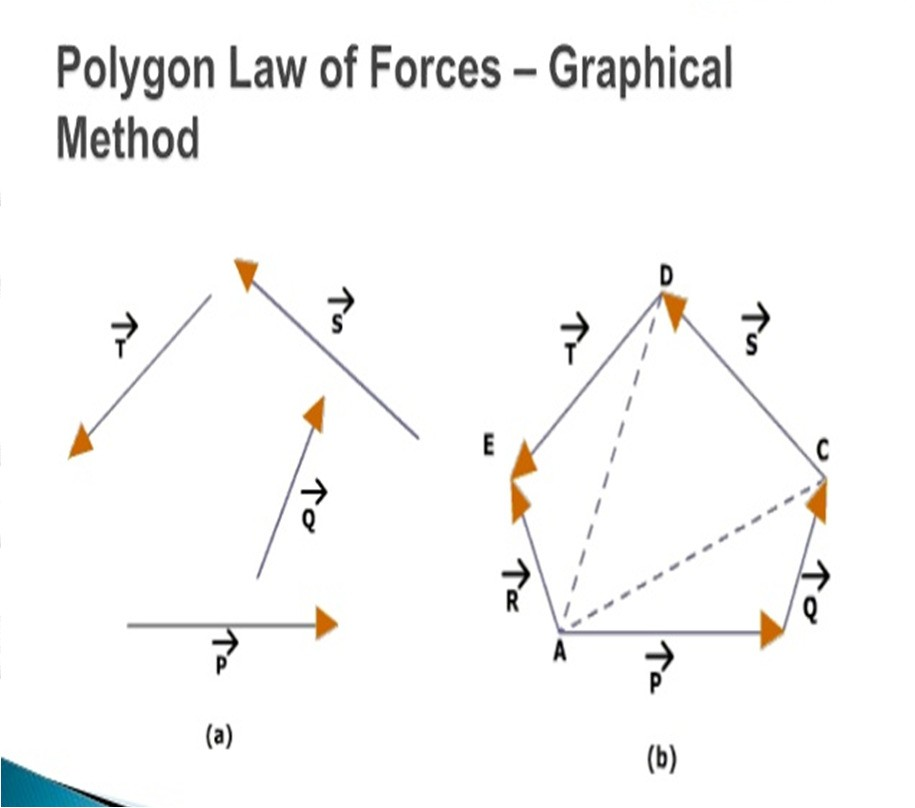 Polygon Law of Forces – Graphical
Method
T
S
Q
P
(a)
D
T
S
E
C
R
Q
A
P
(b)